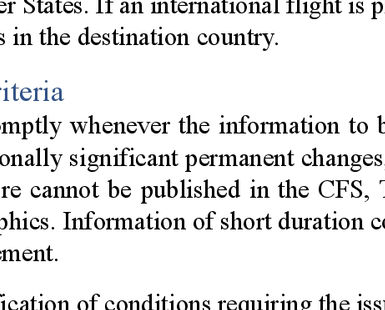 er States. If an international flight is p
s in the destination country.
riteria
mptly whenever the information to b
onally significant permanent changes,
re cannot be published in the CFS, T
phics. Information of short duration co
ement.
fication of conditions requiring the issu